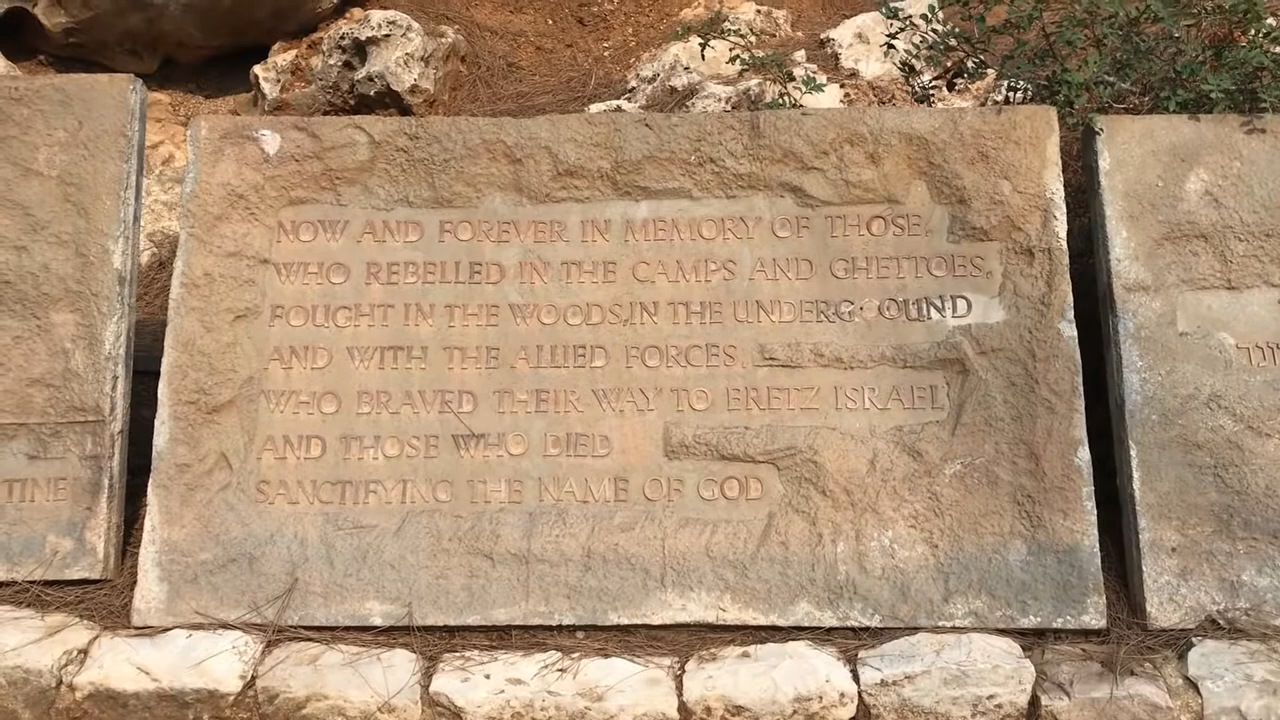 NOW AND FOREVER IN MEMORY OF THOSE,
WHO REBELLED IN THE CAMPS AND GHETTOES,
FOUGHT IN THE WOODS,IN THE UNDERGROUND
AND WITH THE ALLIED FORCES,
WHO BRAVED THEIR WAY TO ERETZ ISRAEL,
AND THOSE WHO DIED
SANCTIFYING THE NAME OF GOD